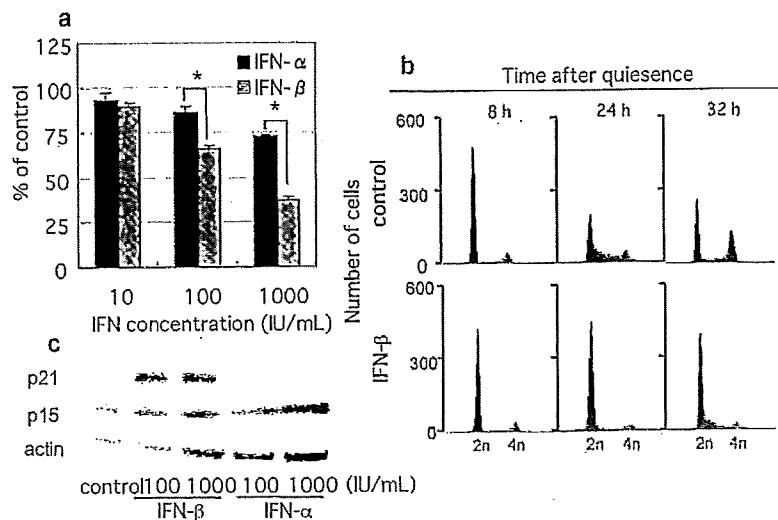 a
% of control
125
100
75
50
25
0
IFN-α
IFN-β
*
*
10 100 1000
IFN concentration (IU/mL)
b
Time after quiesence
8 h 24 h 32 h
Number of cells
control
600
300
0
IFN-β
600
300
0
2n 4n 2n 4n 2n 4n
c
p21
p15
actin
control 100 1000 100 1000 (IU/mL)
IFN-β IFN-α